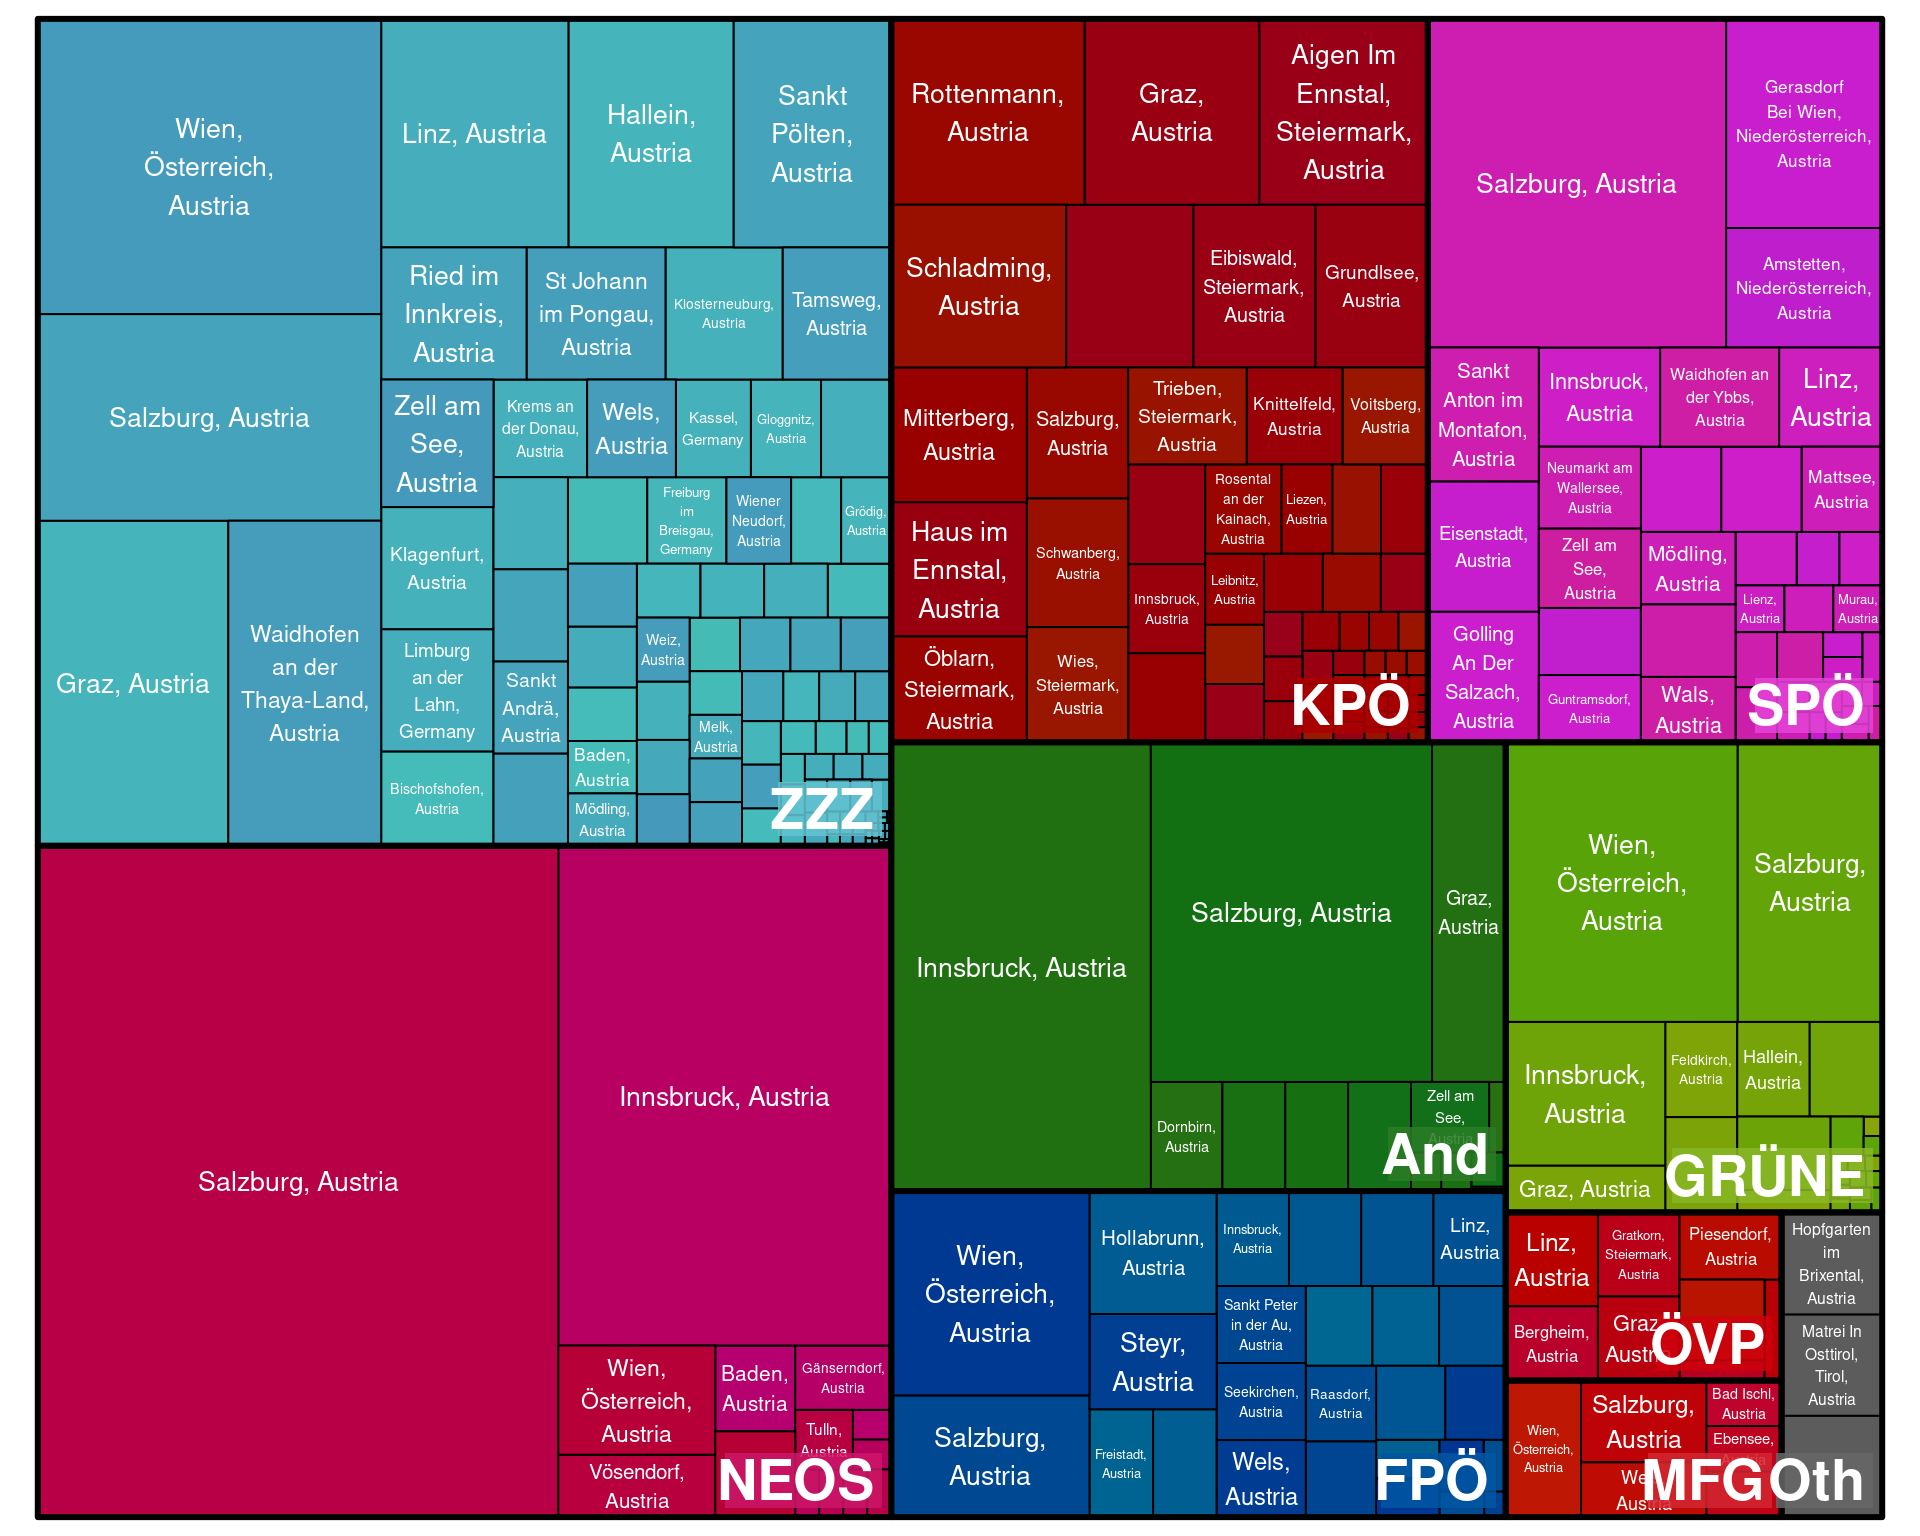 Wien,
Österreich,
Austria
Linz, Austria
Hallein,
Austria
Sankt
Pölten,
Austria
Salzburg, Austria
Graz, Austria
Waidhofen
an der
Thaya-Land,
Austria
Ried im
Innkreis,
Austria
St Johann
im Pongau,
Austria
Klosterneuburg,
Austria
Tamsweg,
Austria
Zell am
See,
Austria
Krems an
der Donau,
Austria
Wels,
Austria
Kassel,
Germany
Gloggnitz,
Austria
Klagenfurt,
Austria
Freiburg
im
Breisgau,
Germany
Wiener
Neudorf,
Austria
Grödig,
Austria
Limburg
an der
Lahn,
Germany
Sankt
Andrä,
Austria
Weiz,
Austria
Melk,
Austria
Bischofshofen,
Austria
Baden,
Austria
Mödling,
Austria
ZZZ
Rottenmann,
Austria
Graz,
Austria
Aigen Im
Ennstal,
Steiermark,
Austria
Schladming,
Austria
Eibiswald,
Steiermark,
Austria
Grundlsee,
Austria
Mitterberg,
Austria
Salzburg,
Austria
Trieben,
Steiermark,
Austria
Knittelfeld,
Austria
Voitsberg,
Austria
Haus im
Ennstal,
Austria
Schwanberg,
Austria
Rosental
an der
Kainach,
Austria
Liezen,
Austria
Innsbruck,
Austria
Leibnitz,
Austria
Öblarn,
Steiermark,
Austria
Wies,
Steiermark,
Austria
KPÖ
Salzburg, Austria
Gerasdorf
Bei Wien,
Niederösterreich,
Austria
Amstetten,
Niederösterreich,
Austria
Sankt
Anton im
Montafon,
Austria
Innsbruck,
Austria
Waidhofen an
der Ybbs,
Austria
Linz,
Austria
Eisenstadt,
Austria
Neumarkt am
Wallersee,
Austria
Mattsee,
Austria
Zell am
See,
Austria
Mödling,
Austria
Lienz,
Austria
Murau,
Austria
Golling
An Der
Salzach,
Austria
Guntramsdorf,
Austria
Wals,
Austria
SPÖ
Salzburg, Austria
Innsbruck, Austria
Wien,
Österreich,
Austria
Baden,
Austria
Gänserndorf,
Austria
Tulln,
Austria
Vösendorf,
Austria
NEOS
Innsbruck, Austria
Salzburg, Austria
Graz,
Austria
Dornbirn,
Austria
Zell am
See,
Austria
And
Wien,
Österreich,
Austria
Salzburg,
Austria
Innsbruck,
Austria
Feldkirch,
Austria
Hallein,
Austria
Graz, Austria
GRÜNE
Wien,
Österreich,
Austria
Hollabrunn,
Austria
Innsbruck,
Austria
Linz,
Austria
Steyr,
Austria
Sankt Peter
in der Au,
Austria
Salzburg,
Austria
Seekirchen,
Austria
Raasdorf,
Austria
Freistadt,
Austria
Wels,
Austria
FPÖ
Linz,
Austria
Gratkorn,
Steiermark,
Austria
Piesendorf,
Austria
Bergheim,
Austria
Graz
Austria
ÖVP
Wien,
Österreich,
Austria
Salzburg,
Austria
Bad Ischl,
Austria
Ebensee,
Austria
MFG
Hopfgarten
im
Brixental,
Austria
Matrei In
Osttirol,
Tirol,
Austria
Oth